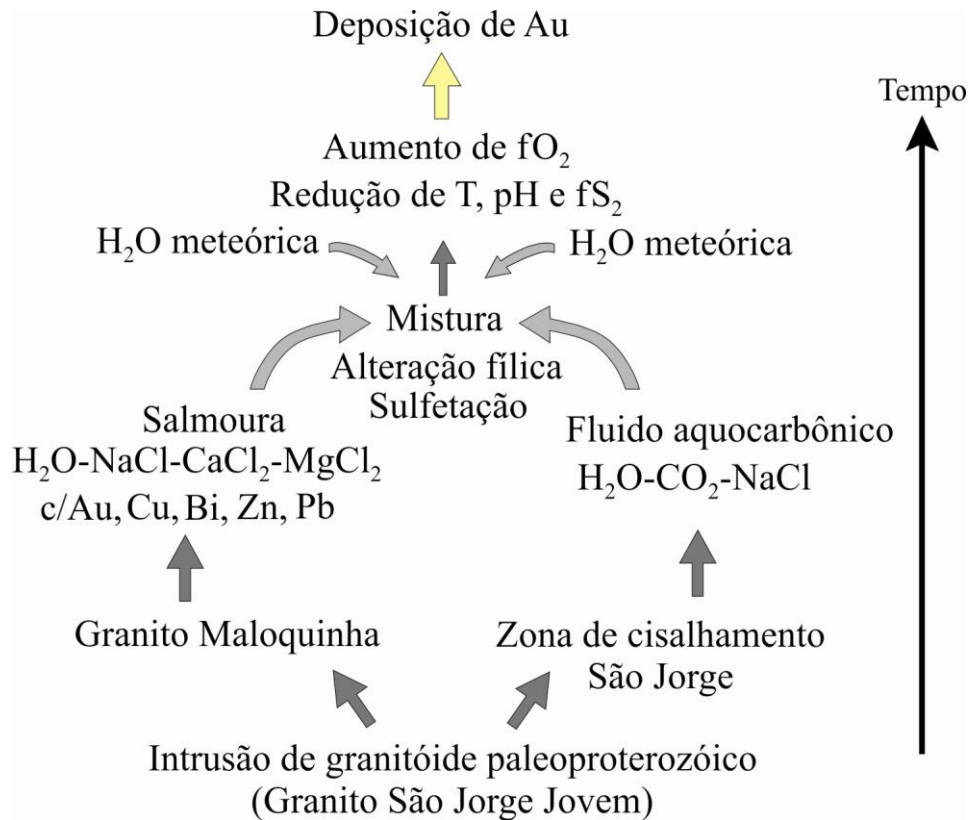 Deposição de Au
Tempo
Aumento de fO₂
Redução de T, pH e fS₂
H₂O meteórica
H₂O meteórica
Mistura
Alteração fílica
Sulfetação
Salmoura
H₂O-NaCl-CaCl₂-MgCl₂
c/Au, Cu, Bi, Zn, Pb
Fluido aquocarbônico
H₂O-CO₂-NaCl
Granito Maloquinha
Zona de cisalhamento
São Jorge
Intrusão de granitóide paleoproterozóico
(Granito São Jorge Jovem)